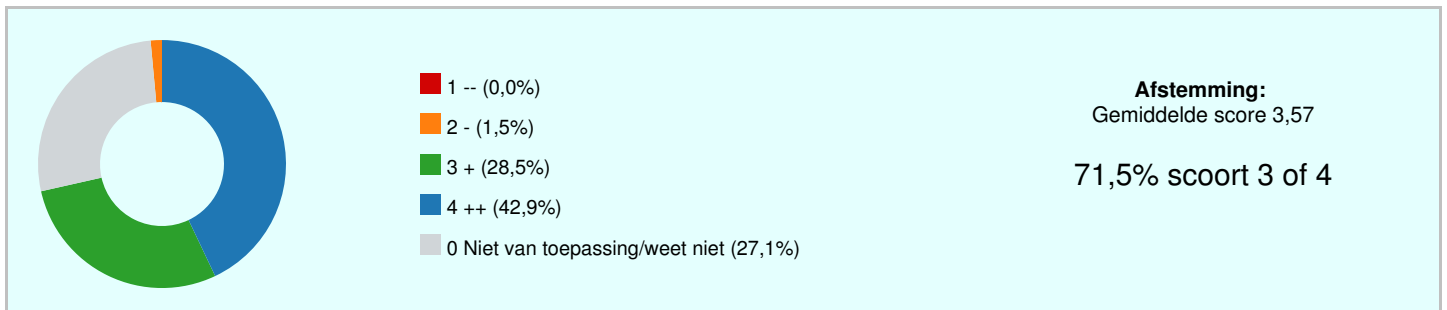 1 -- (0,0%)
2 - (1,5%)
3 + (28,5%)
4 ++ (42,9%)
0 Niet van toepassing/weet niet (27,1%)
Afstemming:
Gemiddelde score 3,57
71,5% scoort 3 of 4